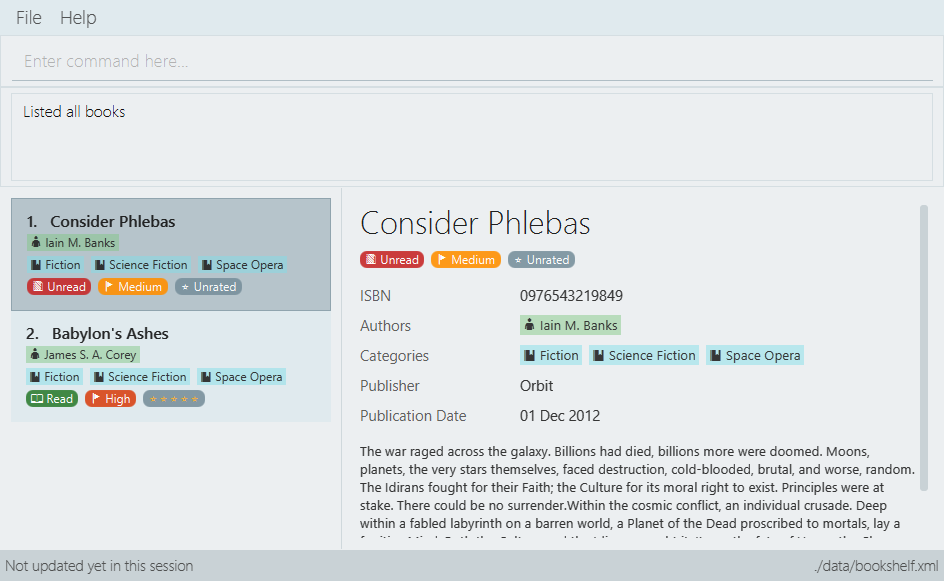 File Help
Enter command here...
Listed all books
1. Consider Phlebas
Iain M. Banks
Fiction Science Fiction Space Opera
Unread Medium Unrated
2. Babylon's Ashes
James S. A. Corey
Fiction Science Fiction Space Opera
Read High
Consider Phlebas
Unread Medium Unrated
ISBN 0976543219849
Authors Iain M. Banks
Categories Fiction Science Fiction Space Opera
Publisher Orbit
Publication Date 01 Dec 2012
The war raged across the galaxy. Billions had died, billions more were doomed. Moons,
planets, the very stars themselves, faced destruction, cold-blooded, brutal, and worse, random.
The Idirans fought for their Faith; the Culture for its moral right to exist. Principles were at
stake. There could be no surrender.Within the cosmic conflict, an individual crusade. Deep
within a fabled labyrinth on a barren world, a Planet of the Dead proscribed to mortals, lay a
Not updated yet in this session
./data/bookshelf.xml